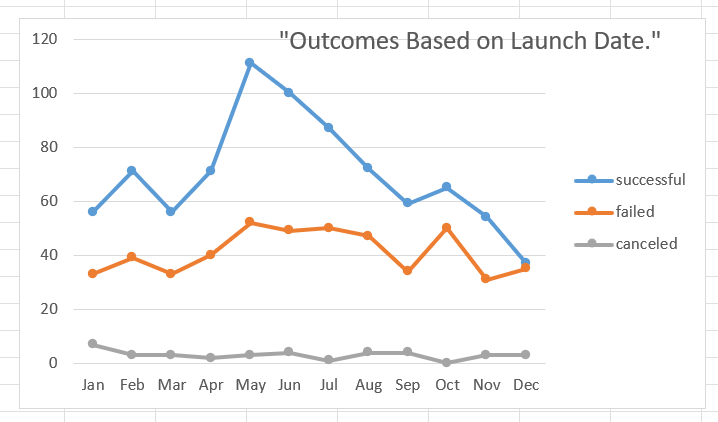 "Outcomes Based on Launch Date."
120
100
80
60
40
20
0
Jan Feb Mar Apr May Jun Jul Aug Sep Oct Nov Dec
successful
failed
canceled